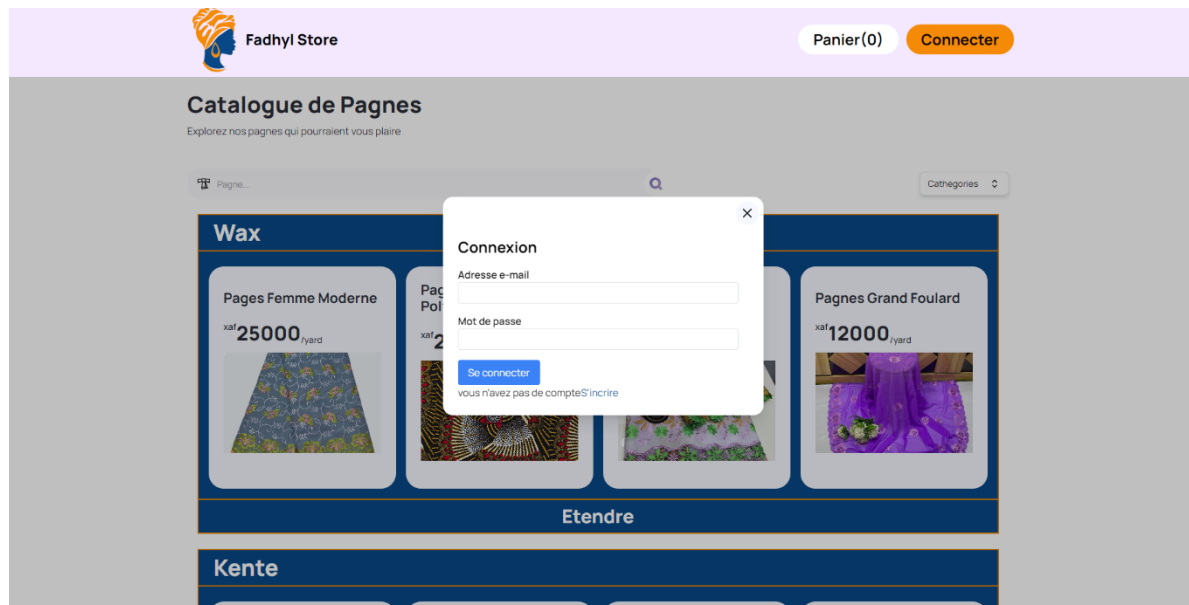 Fadhyl Store
Panier(0)
Connecter
Catalogue de Pagnes
Explorez nos pagnes qui pourraient vous plaire
Pagne...
Cathegories
Wax
Connexion
Adresse e-mail
Mot de passe
Se connecter
vous n'avez pas de compteS'incrire
Pages Femme Moderne
xaf25000/yard
xaf
Pagnes Grand Foulard
xaf12000/yard
Etendre
Kente